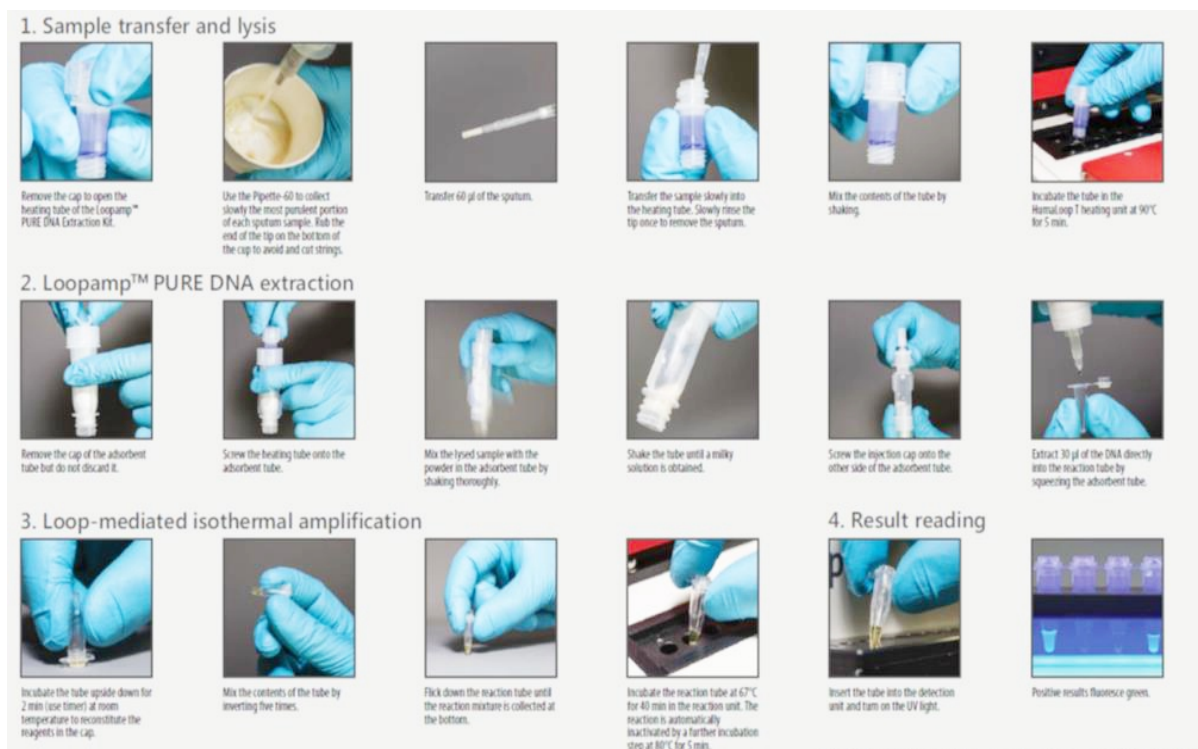 1. Sample transfer and lysis
Remove the cap to open the
heating tube of the Loopamp™
PURE DNA Extraction Kit.
Use the Pipette-60 to collect
slowly the most purulent portion
of each sputum sample. Rub the
end of the tip on the bottom of
the cup to avoid and cut strings.
Transfer 60 µl of the sputum.
Transfer the sample slowly into
the heating tube. Slowly rinse the
tip once to remove the sputum.
Mix the contents of the tube by
shaking.
Incubate the tube in the
HumaLoop T heating unit at 90°C
for 5 min.
2. Loopamp™ PURE DNA extraction
Remove the cap of the adsorbent
tube but do not discard it.
Screw the heating tube onto the
adsorbent tube.
Mix the lysed sample with the
powder in the adsorbent tube by
shaking thoroughly.
Shake the tube until a milky
solution is obtained.
Screw the injection cap onto the
other side of the adsorbent tube.
Extract 30 µl of the DNA directly
into the reaction tube by
squeezing the adsorbent tube.
3. Loop-mediated isothermal amplification
Incubate the tube upside down for
2 min (use timer) at room
temperature to reconstitute the
reagents in the cap.
Mix the contents of the tube by
inverting five times.
Flick down the reaction tube until
the reaction mixture is collected at
the bottom.
Incubate the reaction tube at 67°C
for 40 min in the reaction unit. The
reaction is automatically
inactivated by a further incubation
step at 80°C for 5 min.
4. Result reading
Insert the tube into the detection
unit and turn on the UV light.
Positive results fluoresce green.